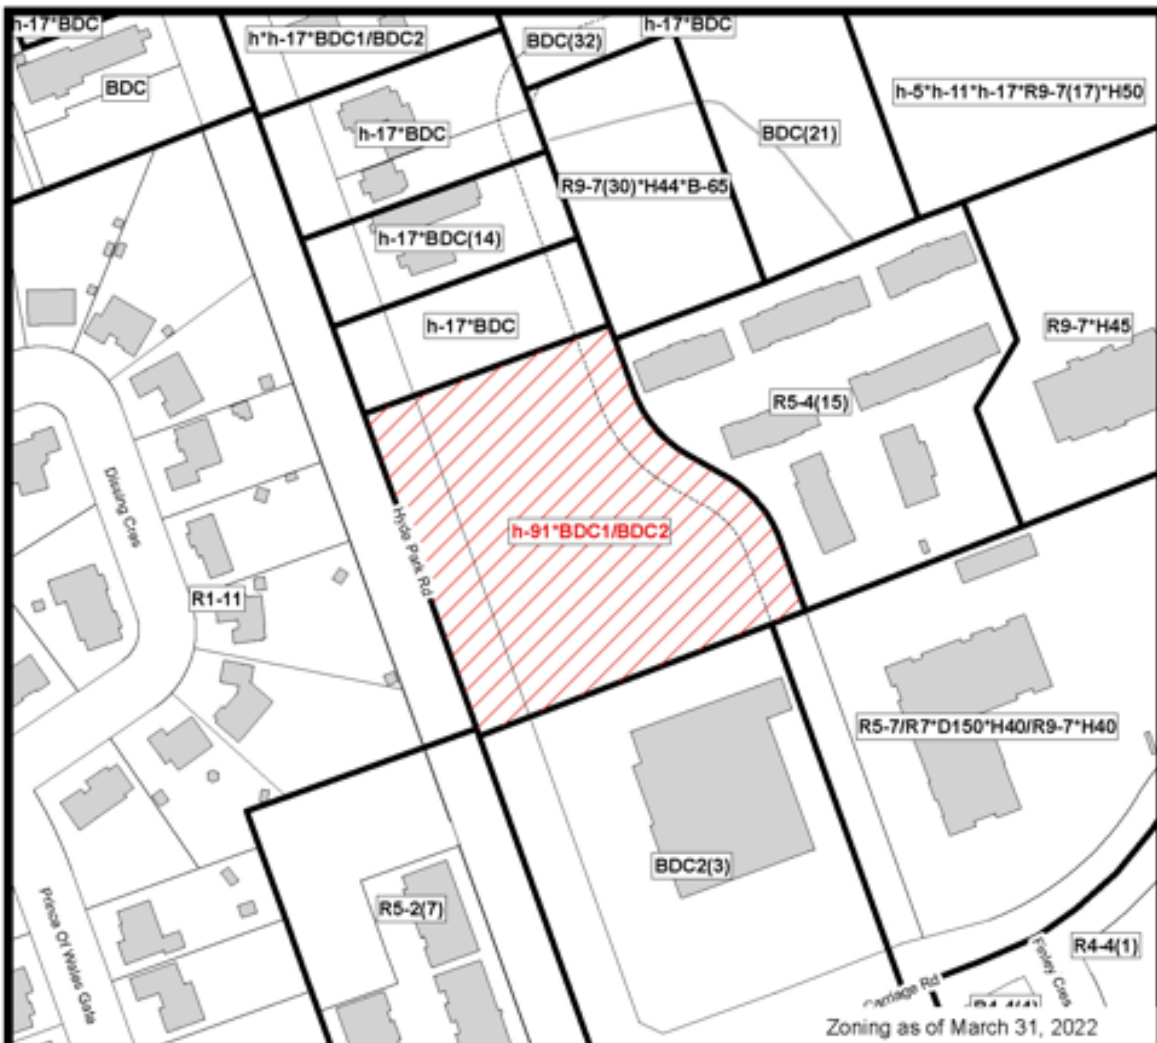 h-17*BDC
h*h-17*BDC1/BDC2
h-17*BDC
BDC(32)
BDC
h-5*h-11*h-17*R9-7(17)*H50
h-17*BDC
BDC(21)
R9-7(30)*H44*B-65
h-17*BDC(14)
h-17*BDC
R9-7*H45
R5-4(15)
Dissing Cres
Hyde Park Rd
h-91*BDC1/BDC2
R1-11
R5-7/R7*D150*H40/R9-7*H40
BDC2(3)
R5-2(7)
Prince Of Wales Gate
R4-4(1)
Finley Cres
Carriage Rd
Zoning as of March 31, 2022